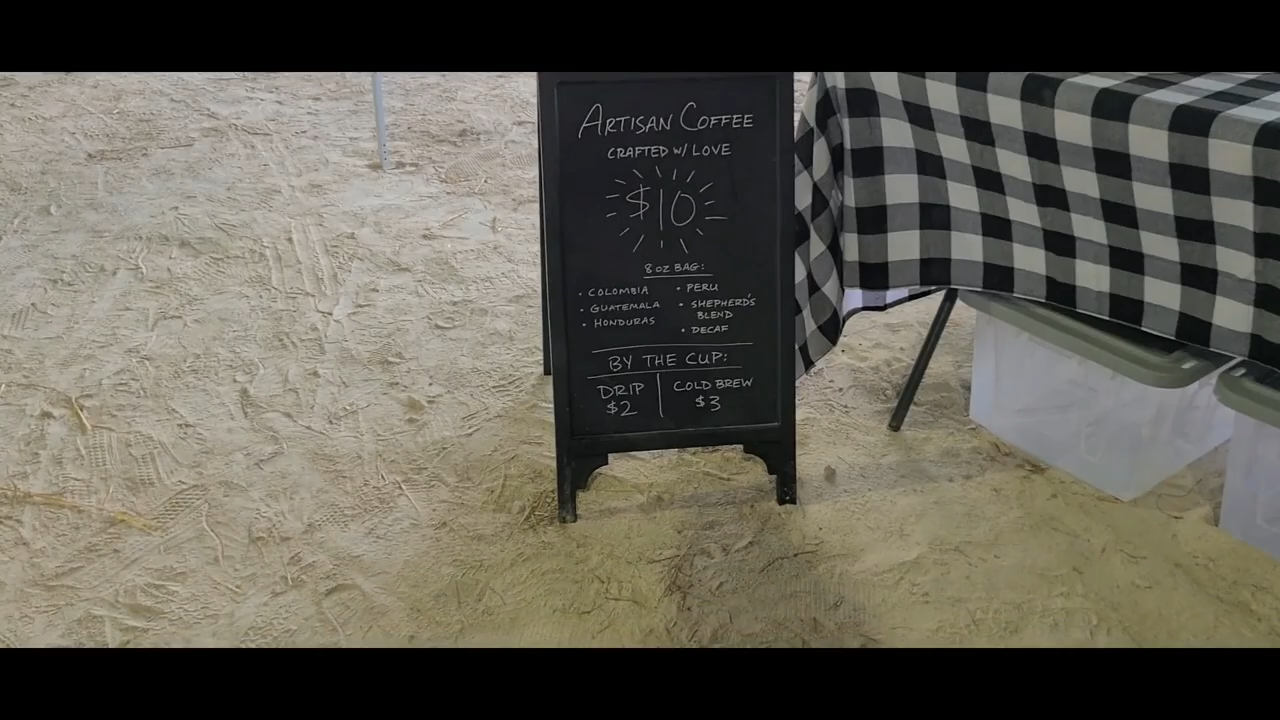 ARTISAN COFFEE
CRAFTED W/ LOVE
$10
8 OZ BAG:
• COLOMBIA
• GUATEMALA
• HONDURAS
• PERU
• SHEPHERD'S
BLEND
• DECAF
BY THE CUP:
DRIP
$2
COLD BREW
$3